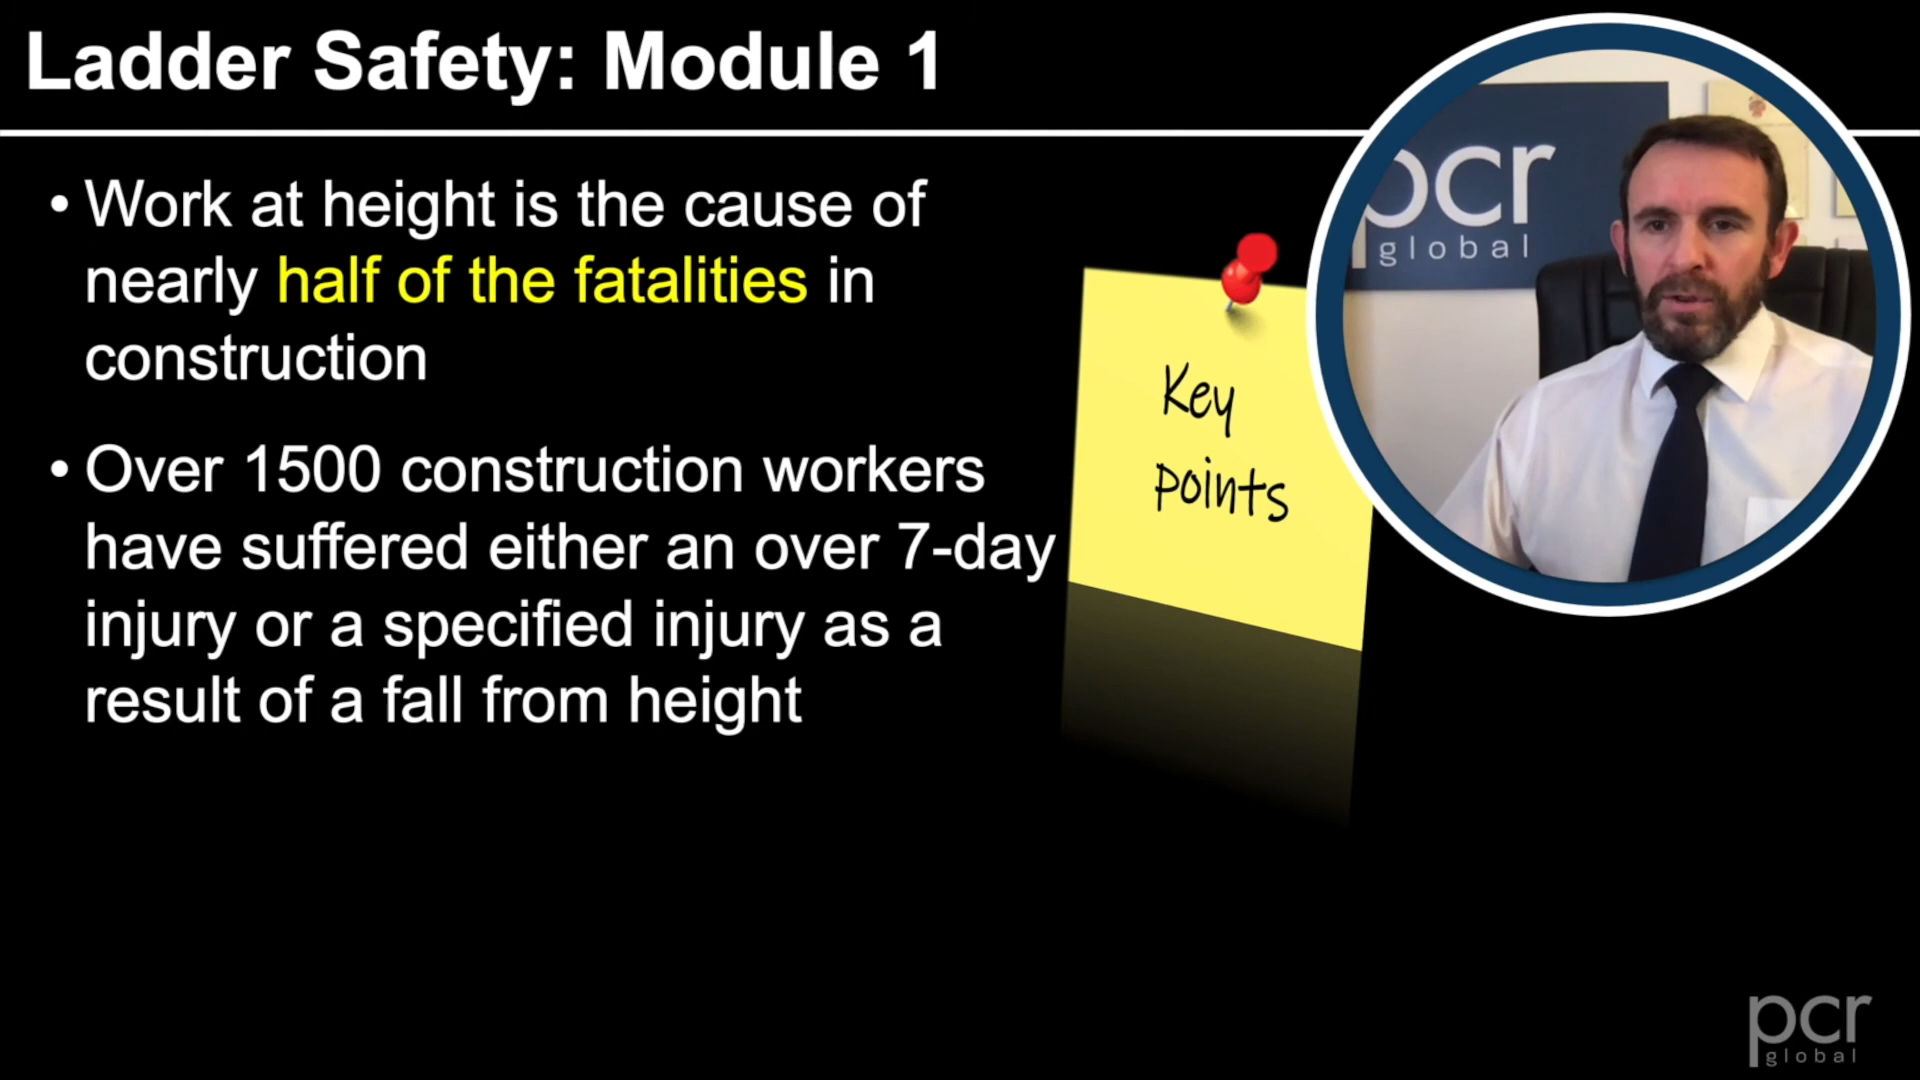 Ladder Safety: Module 1
• Work at height is the cause of
nearly half of the fatalities in
construction
• Over 1500 construction workers
have suffered either an over 7-day
injury or a specified injury as a
result of a fall from height
Key
points
pcr
global
pcr
global